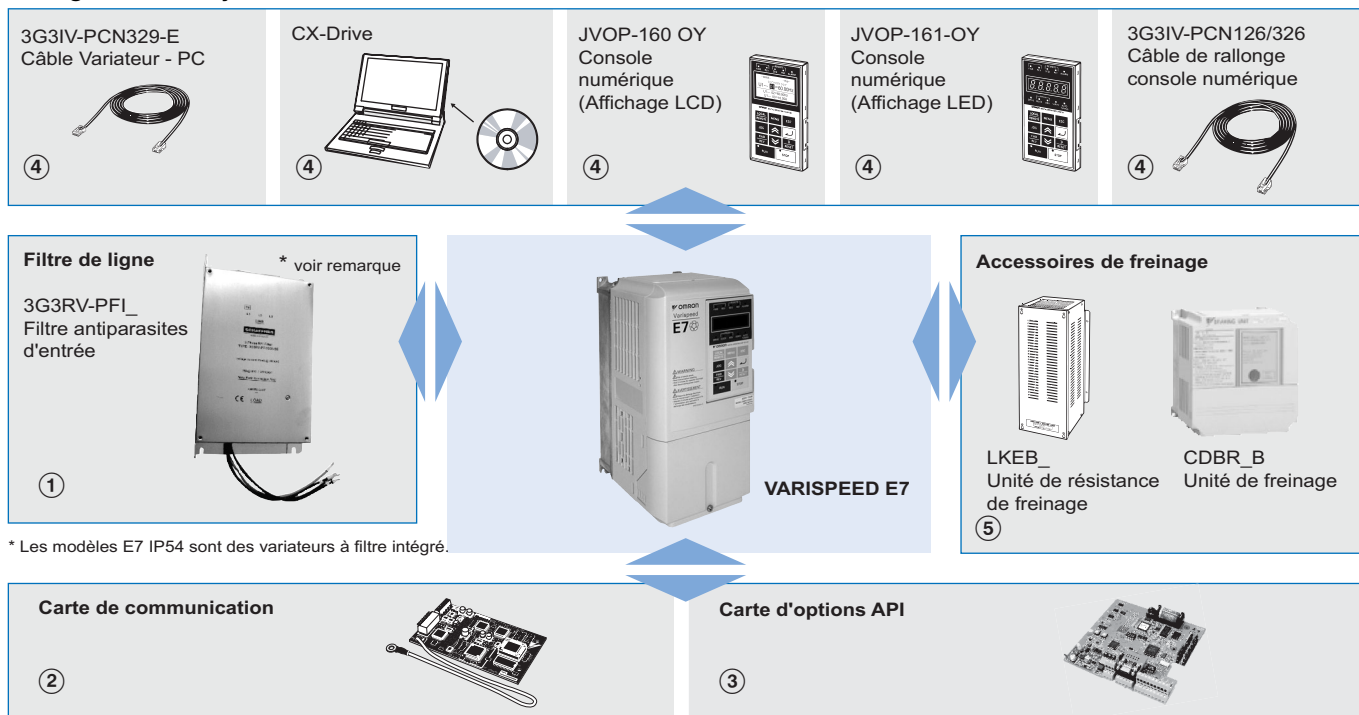 3G3IV-PCN329-E
Câble Variateur - PC
④
CX-Drive
④
JVOP-160 OY
Console
numérique
(Affichage LCD)
④
JVOP-161-OY
Console
numérique
(Affichage LED)
④
3G3IV-PCN126/326
Câble de rallonge
console numérique
④
Filtre de ligne
* voir remarque
3G3RV-PFI_
Filtre antiparasites
d'entrée
①
OMRON
Varispeed
E7
VARISPEED E7
Accessoires de freinage
LKEB_
Unité de résistance
de freinage
⑤
CDBR_B
Unité de freinage
* Les modèles E7 IP54 sont des variateurs à filtre intégré.
Carte de communication
②
Carte d'options API
③